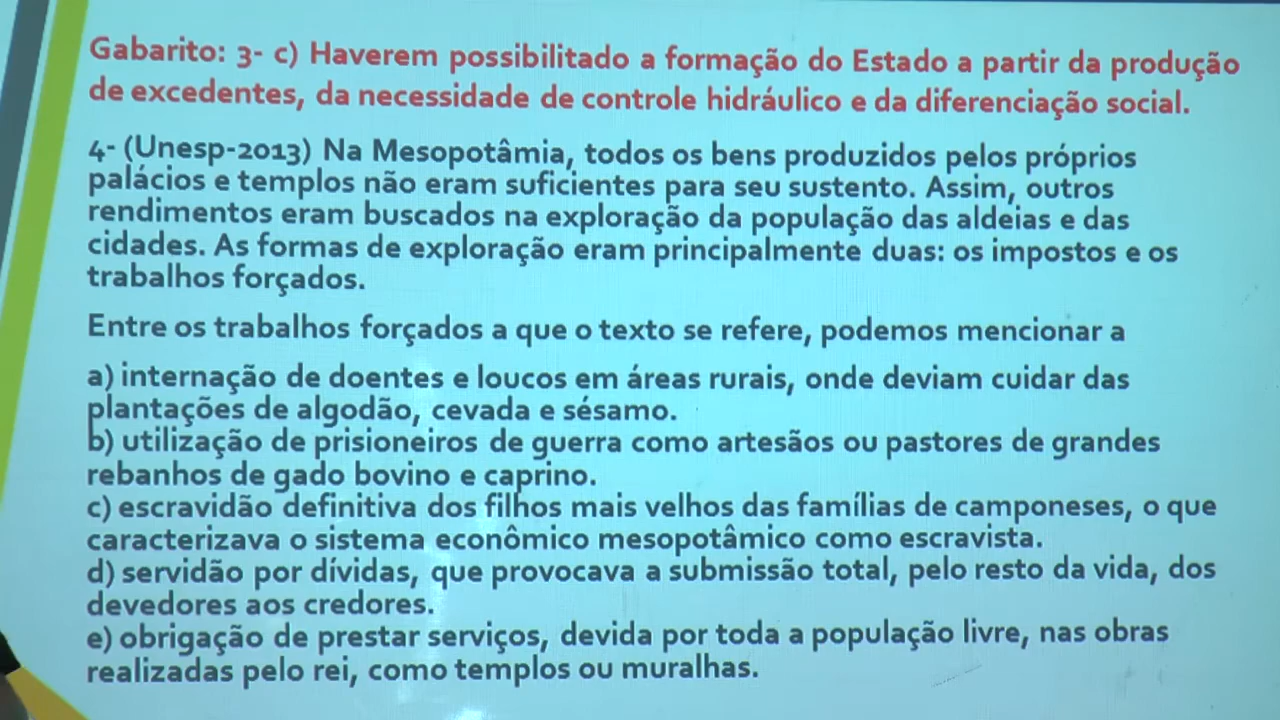 Gabarito: 3- c) Haverem possibilitado a formação do Estado a partir da produção
de excedentes, da necessidade de controle hidráulico e da diferenciação social.
4- (Unesp-2013) Na Mesopotâmia, todos os bens produzidos pelos próprios
palácios e templos não eram suficientes para seu sustento. Assim, outros
rendimentos eram buscados na exploração da população das aldeias e das
cidades. As formas de exploração eram principalmente duas: os impostos e os
trabalhos forçados.
Entre os trabalhos forçados a que o texto se refere, podemos mencionar a
a) internação de doentes e loucos em áreas rurais, onde deviam cuidar das
plantações de algodão, cevada e sésamo.
b) utilização de prisioneiros de guerra como artesãos ou pastores de grandes
rebanhos de gado bovino e caprino.
c) escravidão definitiva dos filhos mais velhos das famílias de camponeses, o que
caracterizava o sistema econômico mesopotâmico como escravista.
d) servidão por dívidas, que provocava a submissão total, pelo resto da vida, dos
devedores aos credores.
e) obrigação de prestar serviços, devida por toda a população livre, nas obras
realizadas pelo rei, como templos ou muralhas.